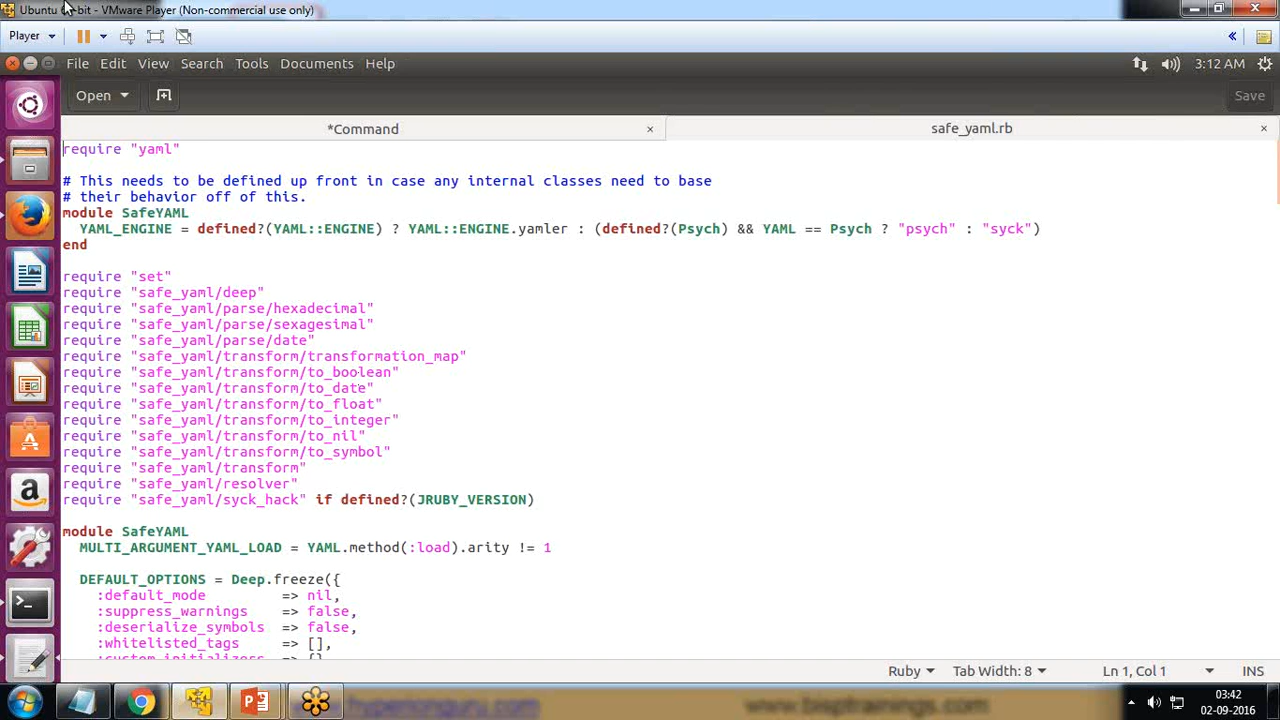 Ubuntu 64-bit - VMware Player (Non-commercial use only)
Player
File Edit View Search Tools Documents Help
3:12 AM
Open
Save
*Command
safe_yaml.rb
require "yaml"
# This needs to be defined up front in case any internal classes need to base
# their behavior off of this.
module SafeYAML
  YAML_ENGINE = defined?(YAML::ENGINE) ? YAML::ENGINE.yamler : (defined?(Psych) && YAML == Psych ? "psych" : "syck")
end
require "set"
require "safe_yaml/deep"
require "safe_yaml/parse/hexadecimal"
require "safe_yaml/parse/sexagesimal"
require "safe_yaml/parse/date"
require "safe_yaml/transform/transformation_map"
require "safe_yaml/transform/to_boolean"
require "safe_yaml/transform/to_date"
require "safe_yaml/transform/to_float"
require "safe_yaml/transform/to_integer"
require "safe_yaml/transform/to_nil"
require "safe_yaml/transform/to_symbol"
require "safe_yaml/transform"
require "safe_yaml/resolver"
require "safe_yaml/syck_hack" if defined?(JRUBY_VERSION)
module SafeYAML
  MULTI_ARGUMENT_YAML_LOAD = YAML.method(:load).arity != 1
  DEFAULT_OPTIONS = Deep.freeze({
    :default_mode         => nil,
    :suppress_warnings    => false,
    :deserialize_symbols  => false,
    :whitelisted_tags     => [],
    :custom_initializers  => {}
Ruby Tab Width: 8 Ln 1, Col 1 INS
www.bisptrainings.com
03:42
02-09-2016